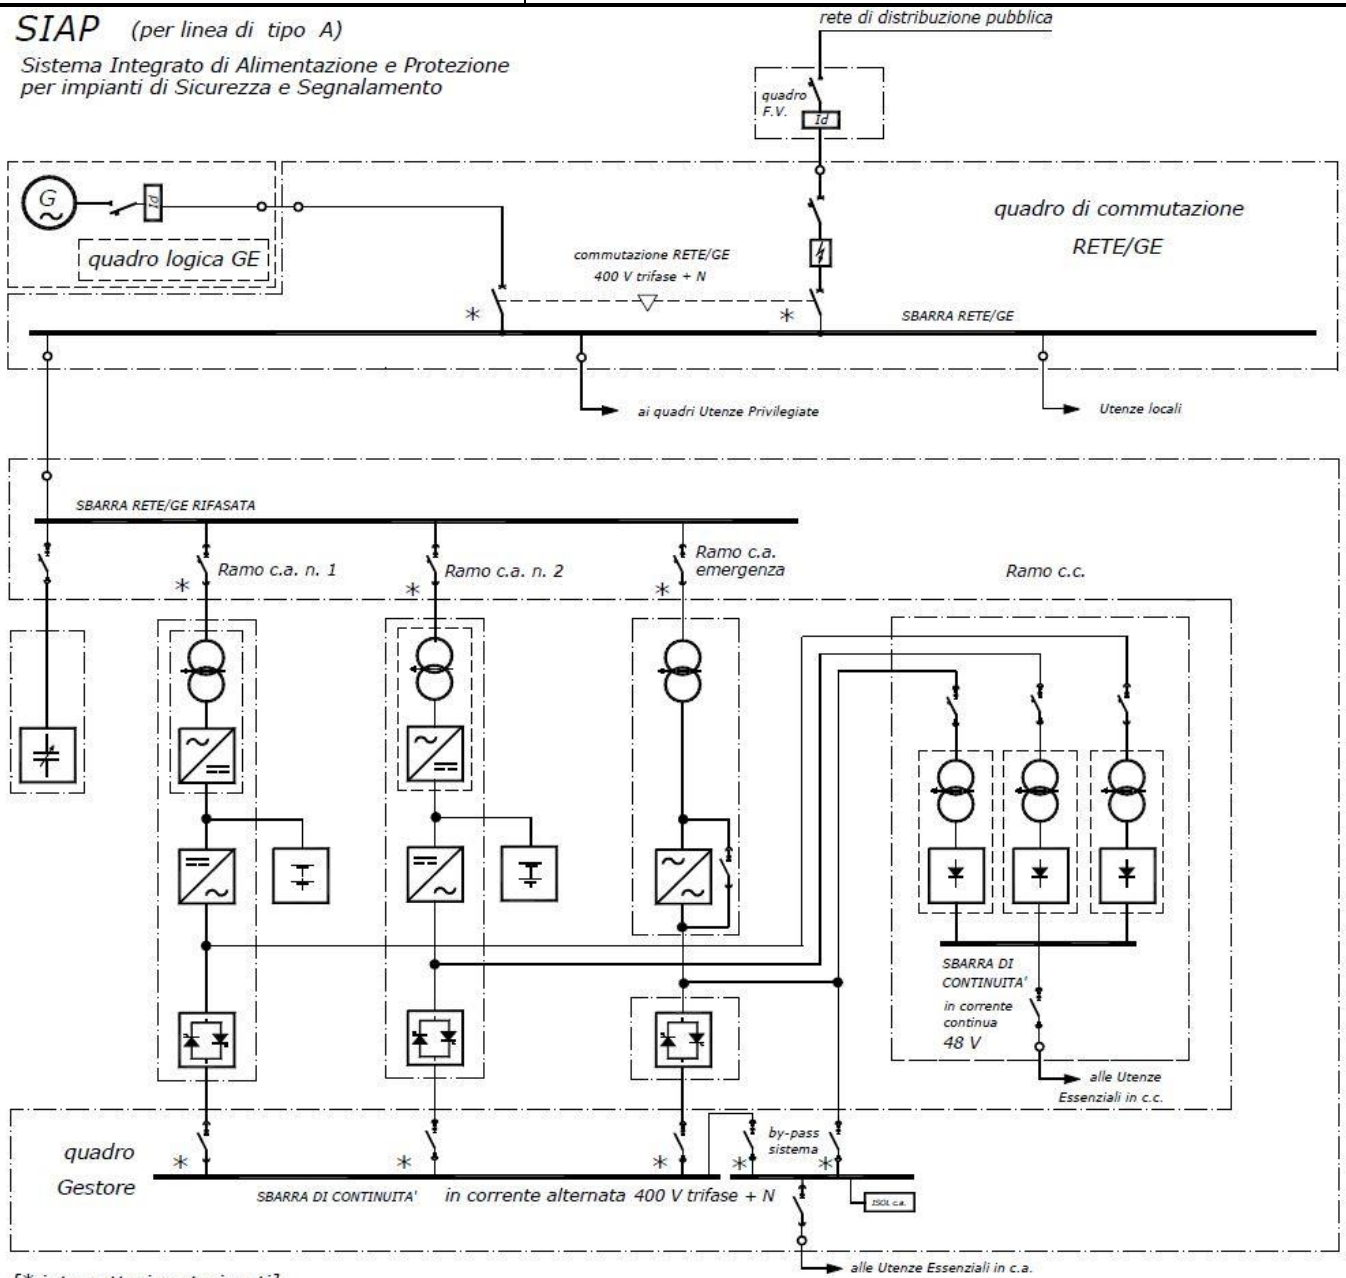 SIAP (per linea di tipo A)
Sistema Integrato di Alimentazione e Protezione
per impianti di Sicurezza e Segnalamento
rete di distribuzione pubblica
quadro
F.V.
Id
G
Id
quadro logica GE
quadro di commutazione
RETE/GE
commutazione RETE/GE
400 V trifase + N
*
*
SBARRA RETE/GE
ai quadri Utenze Privilegiate
Utenze locali
SBARRA RETE/GE RIFASATA
Ramo c.a. n. 1
*
Ramo c.a. n. 2
*
Ramo c.a.
emergenza
*
Ramo c.c.
SBARRA DI
CONTINUITA'
in corrente
continua
48 V
alle Utenze
Essenziali in c.c.
quadro
Gestore
*
*
*
*
by-pass
sistema
*
SBARRA DI CONTINUITA' in corrente alternata 400 V trifase + N
ISOL c.a.
alle Utenze Essenziali in c.a.